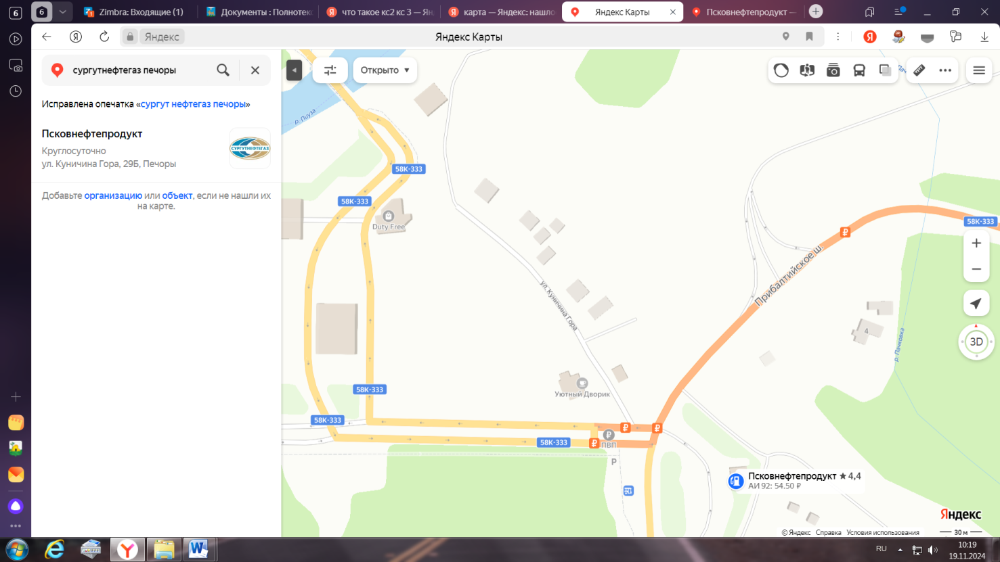 6
6
Zimbra: Входящие (1)
Документы : Полнотек
что такое кс2 кс 3 — Ян
карта — Яндекс: нашло
Яндекс Карты
Псковнефтепродукт —
Яндекс
Яндекс Карты
Я
сургутнефтегаз печоры
Открыто
Исправлена опечатка «сургут нефтегаз печоры»
Псковнефтепродукт
Круглосуточно
ул. Куничина Гора, 29Б, Печоры
СУРГУТНЕФТЕГАЗ
Добавьте организацию или объект, если не нашли их
на карте.
р. Пиуза
58К-333
58К-333
Duty Free
58К-333
Прибалтийское ш.
ул. Куничина Гора
4
р. Пачковка
3D
58К-333
Уютный Дворик
58К-333
58К-333
ПВП
P
Псковнефтепродукт ★ 4,4
АИ 92: 54.50 ₽
Яндекс
© Яндекс Справка Условия использования
30 м
RU
10:19
19.11.2024